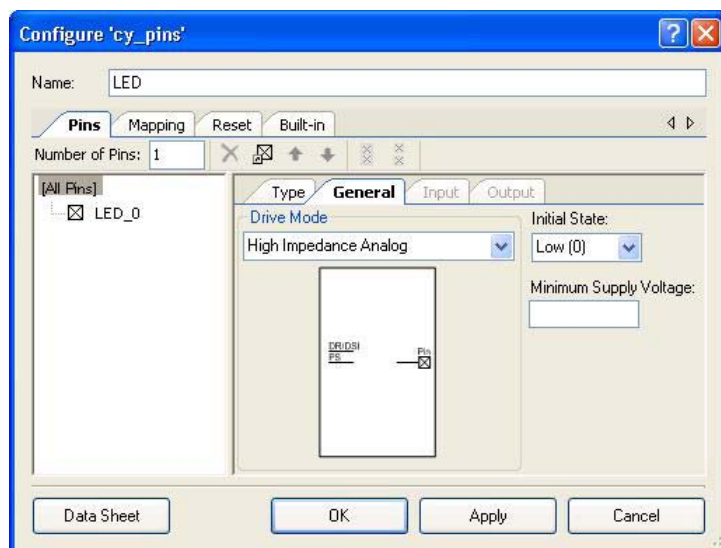 Configure 'cy_pins'
Name: LED
Pins Mapping Reset Built-in
Number of Pins: 1
[All Pins]
LED_0
Type General Input Output
Drive Mode
High Impedance Analog
DR/DSI
PS
Pin
Initial State:
Low (0)
Minimum Supply Voltage:
Data Sheet OK Apply Cancel